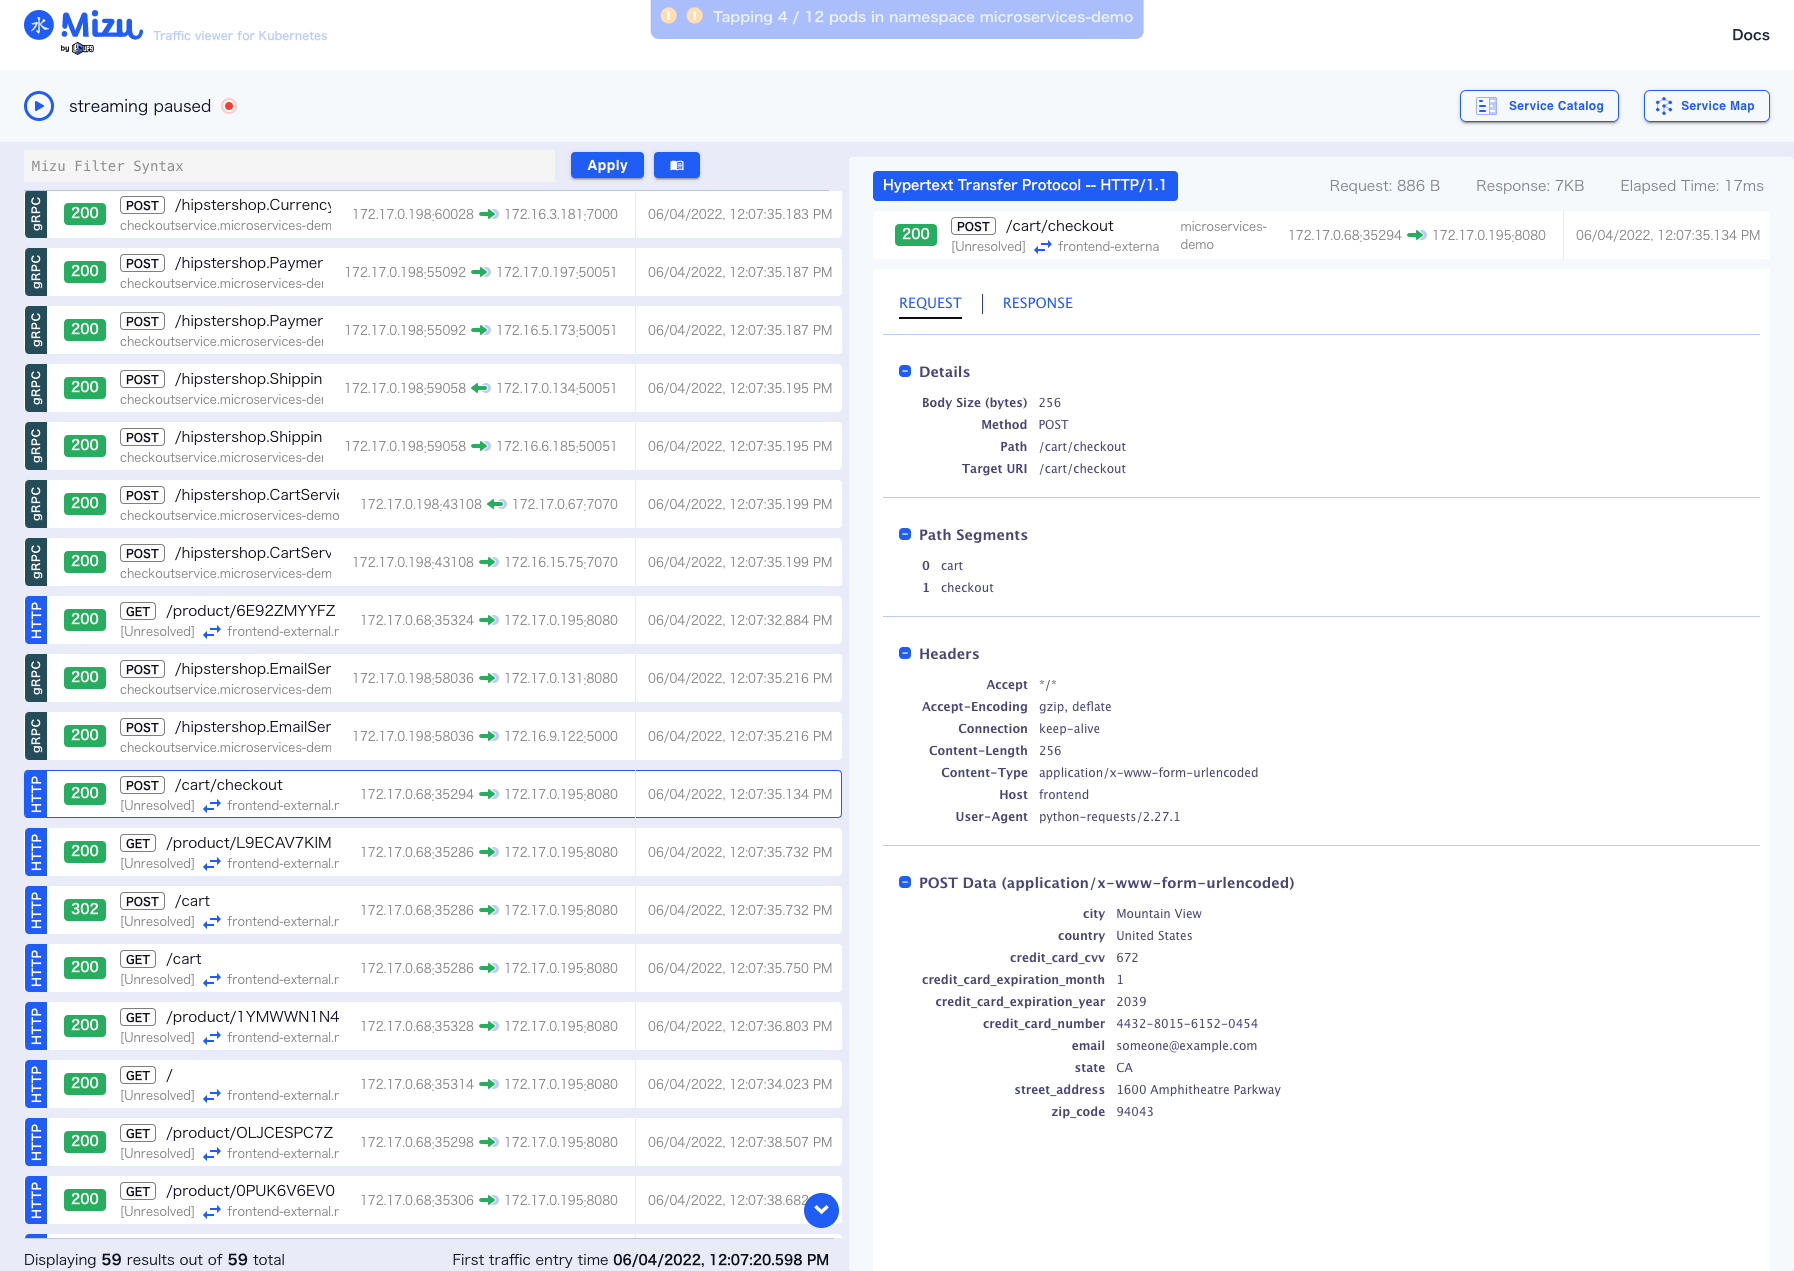 水 Mizu
by
Traffic viewer for Kubernetes
Tapping 4 / 12 pods in namespace microservices-demo
Docs
streaming paused
Service Catalog
Service Map
Mizu Filter Syntax
Apply
gRPC 200 POST /hipstershop.Currency 172.17.0.198:60028 172.16.3.181:7000 06/04/2022, 12:07:35.183 PM
checkoutservice.microservices-dem
gRPC 200 POST /hipstershop.Paymer 172.17.0.198:55092 172.17.0.197:50051 06/04/2022, 12:07:35.187 PM
checkoutservice.microservices-der
gRPC 200 POST /hipstershop.Paymer 172.17.0.198:55092 172.16.5.173:50051 06/04/2022, 12:07:35.187 PM
checkoutservice.microservices-der
gRPC 200 POST /hipstershop.Shippin 172.17.0.198:59058 172.17.0.134:50051 06/04/2022, 12:07:35.195 PM
checkoutservice.microservices-der
gRPC 200 POST /hipstershop.Shippin 172.17.0.198:59058 172.16.6.185:50051 06/04/2022, 12:07:35.195 PM
checkoutservice.microservices-der
gRPC 200 POST /hipstershop.CartServic 172.17.0.198:43108 172.17.0.67:7070 06/04/2022, 12:07:35.199 PM
checkoutservice.microservices-demo
gRPC 200 POST /hipstershop.CartServ 172.17.0.198:43108 172.16.15.75:7070 06/04/2022, 12:07:35.199 PM
checkoutservice.microservices-dem
HTTP 200 GET /product/6E92ZMYYFZ 172.17.0.68:35324 172.17.0.195:8080 06/04/2022, 12:07:32.884 PM
[Unresolved] frontend-external.r
gRPC 200 POST /hipstershop.EmailSer 172.17.0.198:58036 172.17.0.131:8080 06/04/2022, 12:07:35.216 PM
checkoutservice.microservices-dem
gRPC 200 POST /hipstershop.EmailSer 172.17.0.198:58036 172.16.9.122:5000 06/04/2022, 12:07:35.216 PM
checkoutservice.microservices-dem
HTTP 200 POST /cart/checkout 172.17.0.68:35294 172.17.0.195:8080 06/04/2022, 12:07:35.134 PM
[Unresolved] frontend-external.r
HTTP 200 GET /product/L9ECAV7KIM 172.17.0.68:35286 172.17.0.195:8080 06/04/2022, 12:07:35.732 PM
[Unresolved] frontend-external.r
HTTP 302 POST /cart 172.17.0.68:35286 172.17.0.195:8080 06/04/2022, 12:07:35.732 PM
[Unresolved] frontend-external.r
HTTP 200 GET /cart 172.17.0.68:35286 172.17.0.195:8080 06/04/2022, 12:07:35.750 PM
[Unresolved] frontend-external.r
HTTP 200 GET /product/1YMWWN1N4 172.17.0.68:35328 172.17.0.195:8080 06/04/2022, 12:07:36.803 PM
[Unresolved] frontend-external.r
HTTP 200 GET / 172.17.0.68:35314 172.17.0.195:8080 06/04/2022, 12:07:34.023 PM
[Unresolved] frontend-external.r
HTTP 200 GET /product/OLJCESPC7Z 172.17.0.68:35298 172.17.0.195:8080 06/04/2022, 12:07:38.507 PM
[Unresolved] frontend-external.r
HTTP 200 GET /product/0PUK6V6EV0 172.17.0.68:35306 172.17.0.195:8080 06/04/2022, 12:07:38.682
[Unresolved] frontend-external.r
Displaying 59 results out of 59 total
First traffic entry time 06/04/2022, 12:07:20.598 PM
Hypertext Transfer Protocol -- HTTP/1.1
Request: 886 B Response: 7KB Elapsed Time: 17ms
200 POST /cart/checkout microservices-demo 172.17.0.68:35294 172.17.0.195:8080 06/04/2022, 12:07:35.134 PM
[Unresolved] frontend-externa
REQUEST RESPONSE
Details
Body Size (bytes) 256
Method POST
Path /cart/checkout
Target URI /cart/checkout
Path Segments
0 cart
1 checkout
Headers
Accept */*
Accept-Encoding gzip, deflate
Connection keep-alive
Content-Length 256
Content-Type application/x-www-form-urlencoded
Host frontend
User-Agent python-requests/2.27.1
POST Data (application/x-www-form-urlencoded)
city Mountain View
country United States
credit_card_cvv 672
credit_card_expiration_month 1
credit_card_expiration_year 2039
credit_card_number 4432-8015-6152-0454
email someone@example.com
state CA
street_address 1600 Amphitheatre Parkway
zip_code 94043